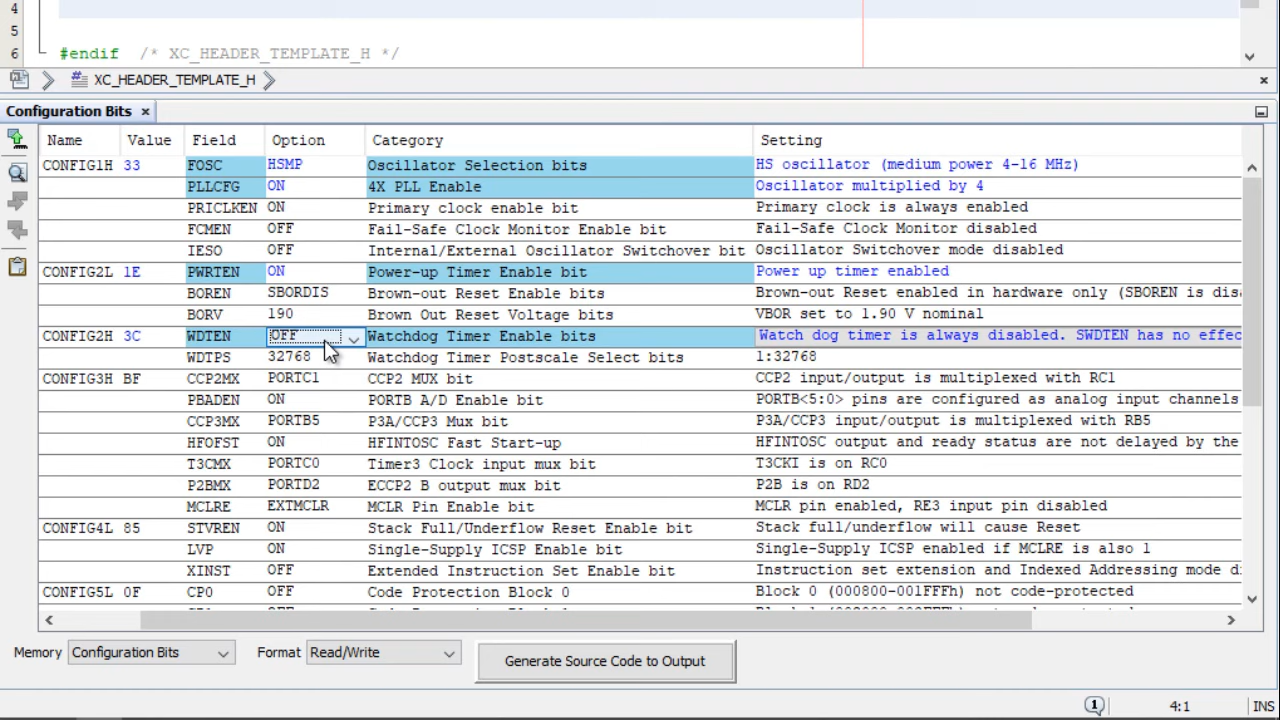 4
5
6 #endif /* XC_HEADER_TEMPLATE_H */
XC_HEADER_TEMPLATE_H
Configuration Bits
Name Value Field Option Category Setting
CONFIG1H 33 FOSC HSMP Oscillator Selection bits HS oscillator (medium power 4-16 MHz)
PLLCFG ON 4X PLL Enable Oscillator multiplied by 4
PRICLKEN ON Primary clock enable bit Primary clock is always enabled
FCMEN OFF Fail-Safe Clock Monitor Enable bit Fail-Safe Clock Monitor disabled
IESO OFF Internal/External Oscillator Switchover bit Oscillator Switchover mode disabled
CONFIG2L 1E PWRTEN ON Power-up Timer Enable bit Power up timer enabled
BOREN SBORDIS Brown-out Reset Enable bits Brown-out Reset enabled in hardware only (SBOREN is dis
BORV 190 Brown Out Reset Voltage bits VBOR set to 1.90 V nominal
CONFIG2H 3C WDTEN OFF Watchdog Timer Enable bits Watch dog timer is always disabled. SWDTEN has no effec
WDTPS 32768 Watchdog Timer Postscale Select bits 1:32768
CONFIG3H BF CCP2MX PORTC1 CCP2 MUX bit CCP2 input/output is multiplexed with RC1
PBADEN ON PORTB A/D Enable bit PORTB<5:0> pins are configured as analog input channels
CCP3MX PORTB5 P3A/CCP3 Mux bit P3A/CCP3 input/output is multiplexed with RB5
HFOFST ON HFINTOSC Fast Start-up HFINTOSC output and ready status are not delayed by the
T3CMX PORTC0 Timer3 Clock input mux bit T3CKI is on RC0
P2BMX PORTD2 ECCP2 B output mux bit P2B is on RD2
MCLRE EXTMCLR MCLR Pin Enable bit MCLR pin enabled, RE3 input pin disabled
CONFIG4L 85 STVREN ON Stack Full/Underflow Reset Enable bit Stack full/underflow will cause Reset
LVP ON Single-Supply ICSP Enable bit Single-Supply ICSP enabled if MCLRE is also 1
XINST OFF Extended Instruction Set Enable bit Instruction set extension and Indexed Addressing mode di
CONFIG5L 0F CP0 OFF Code Protection Block 0 Block 0 (000800-001FFFh) not code-protected
Memory Configuration Bits Format Read/Write Generate Source Code to Output
1 4:1 INS